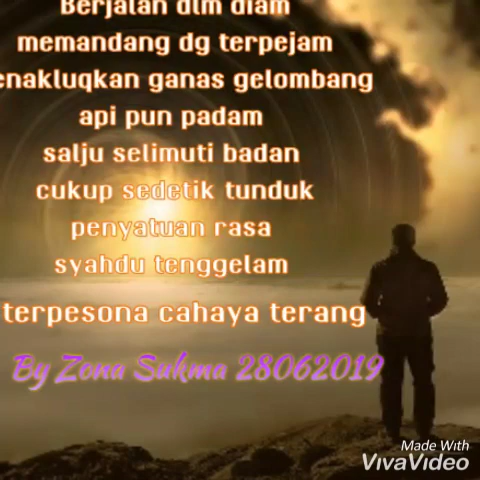 Berjalan dlm diam
memandang dg terpejam
enakluqkan ganas gelombang
api pun padam
salju selimuti badan
cukup sedetik tunduk
penyatuan rasa
syahdu tenggelam
terpesona cahaya terang
By Zona Sukma 28062019
Made With
VivaVideo